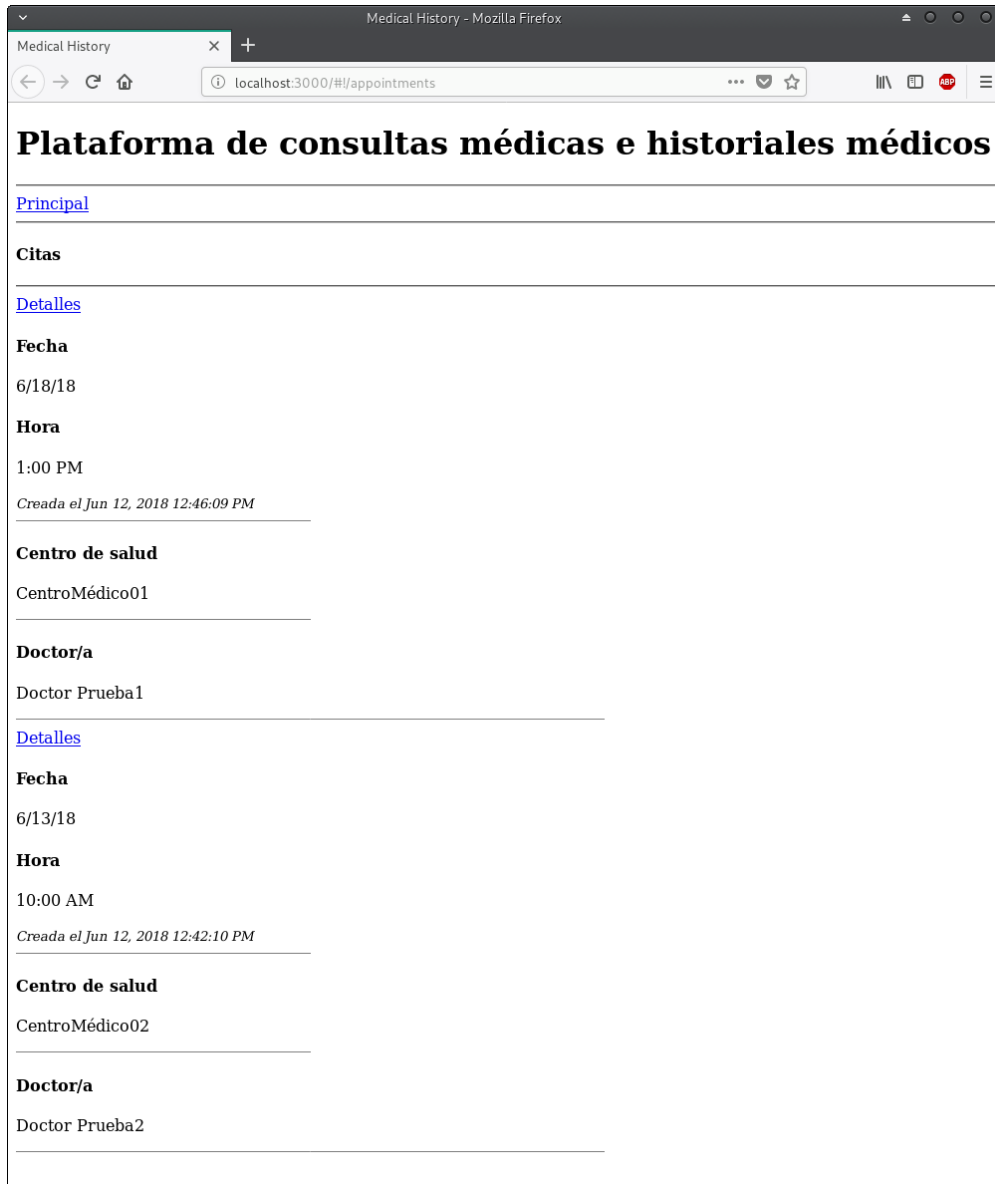 Medical History - Mozilla Firefox
Medical History
localhost:3000/#!/appointments
ABP
Plataforma de consultas médicas e historiales médicos
Principal
Citas
Detalles
Fecha
6/18/18
Hora
1:00 PM
Creada el Jun 12, 2018 12:46:09 PM
Centro de salud
CentroMédico01
Doctor/a
Doctor Prueba1
Detalles
Fecha
6/13/18
Hora
10:00 AM
Creada el Jun 12, 2018 12:42:10 PM
Centro de salud
CentroMédico02
Doctor/a
Doctor Prueba2